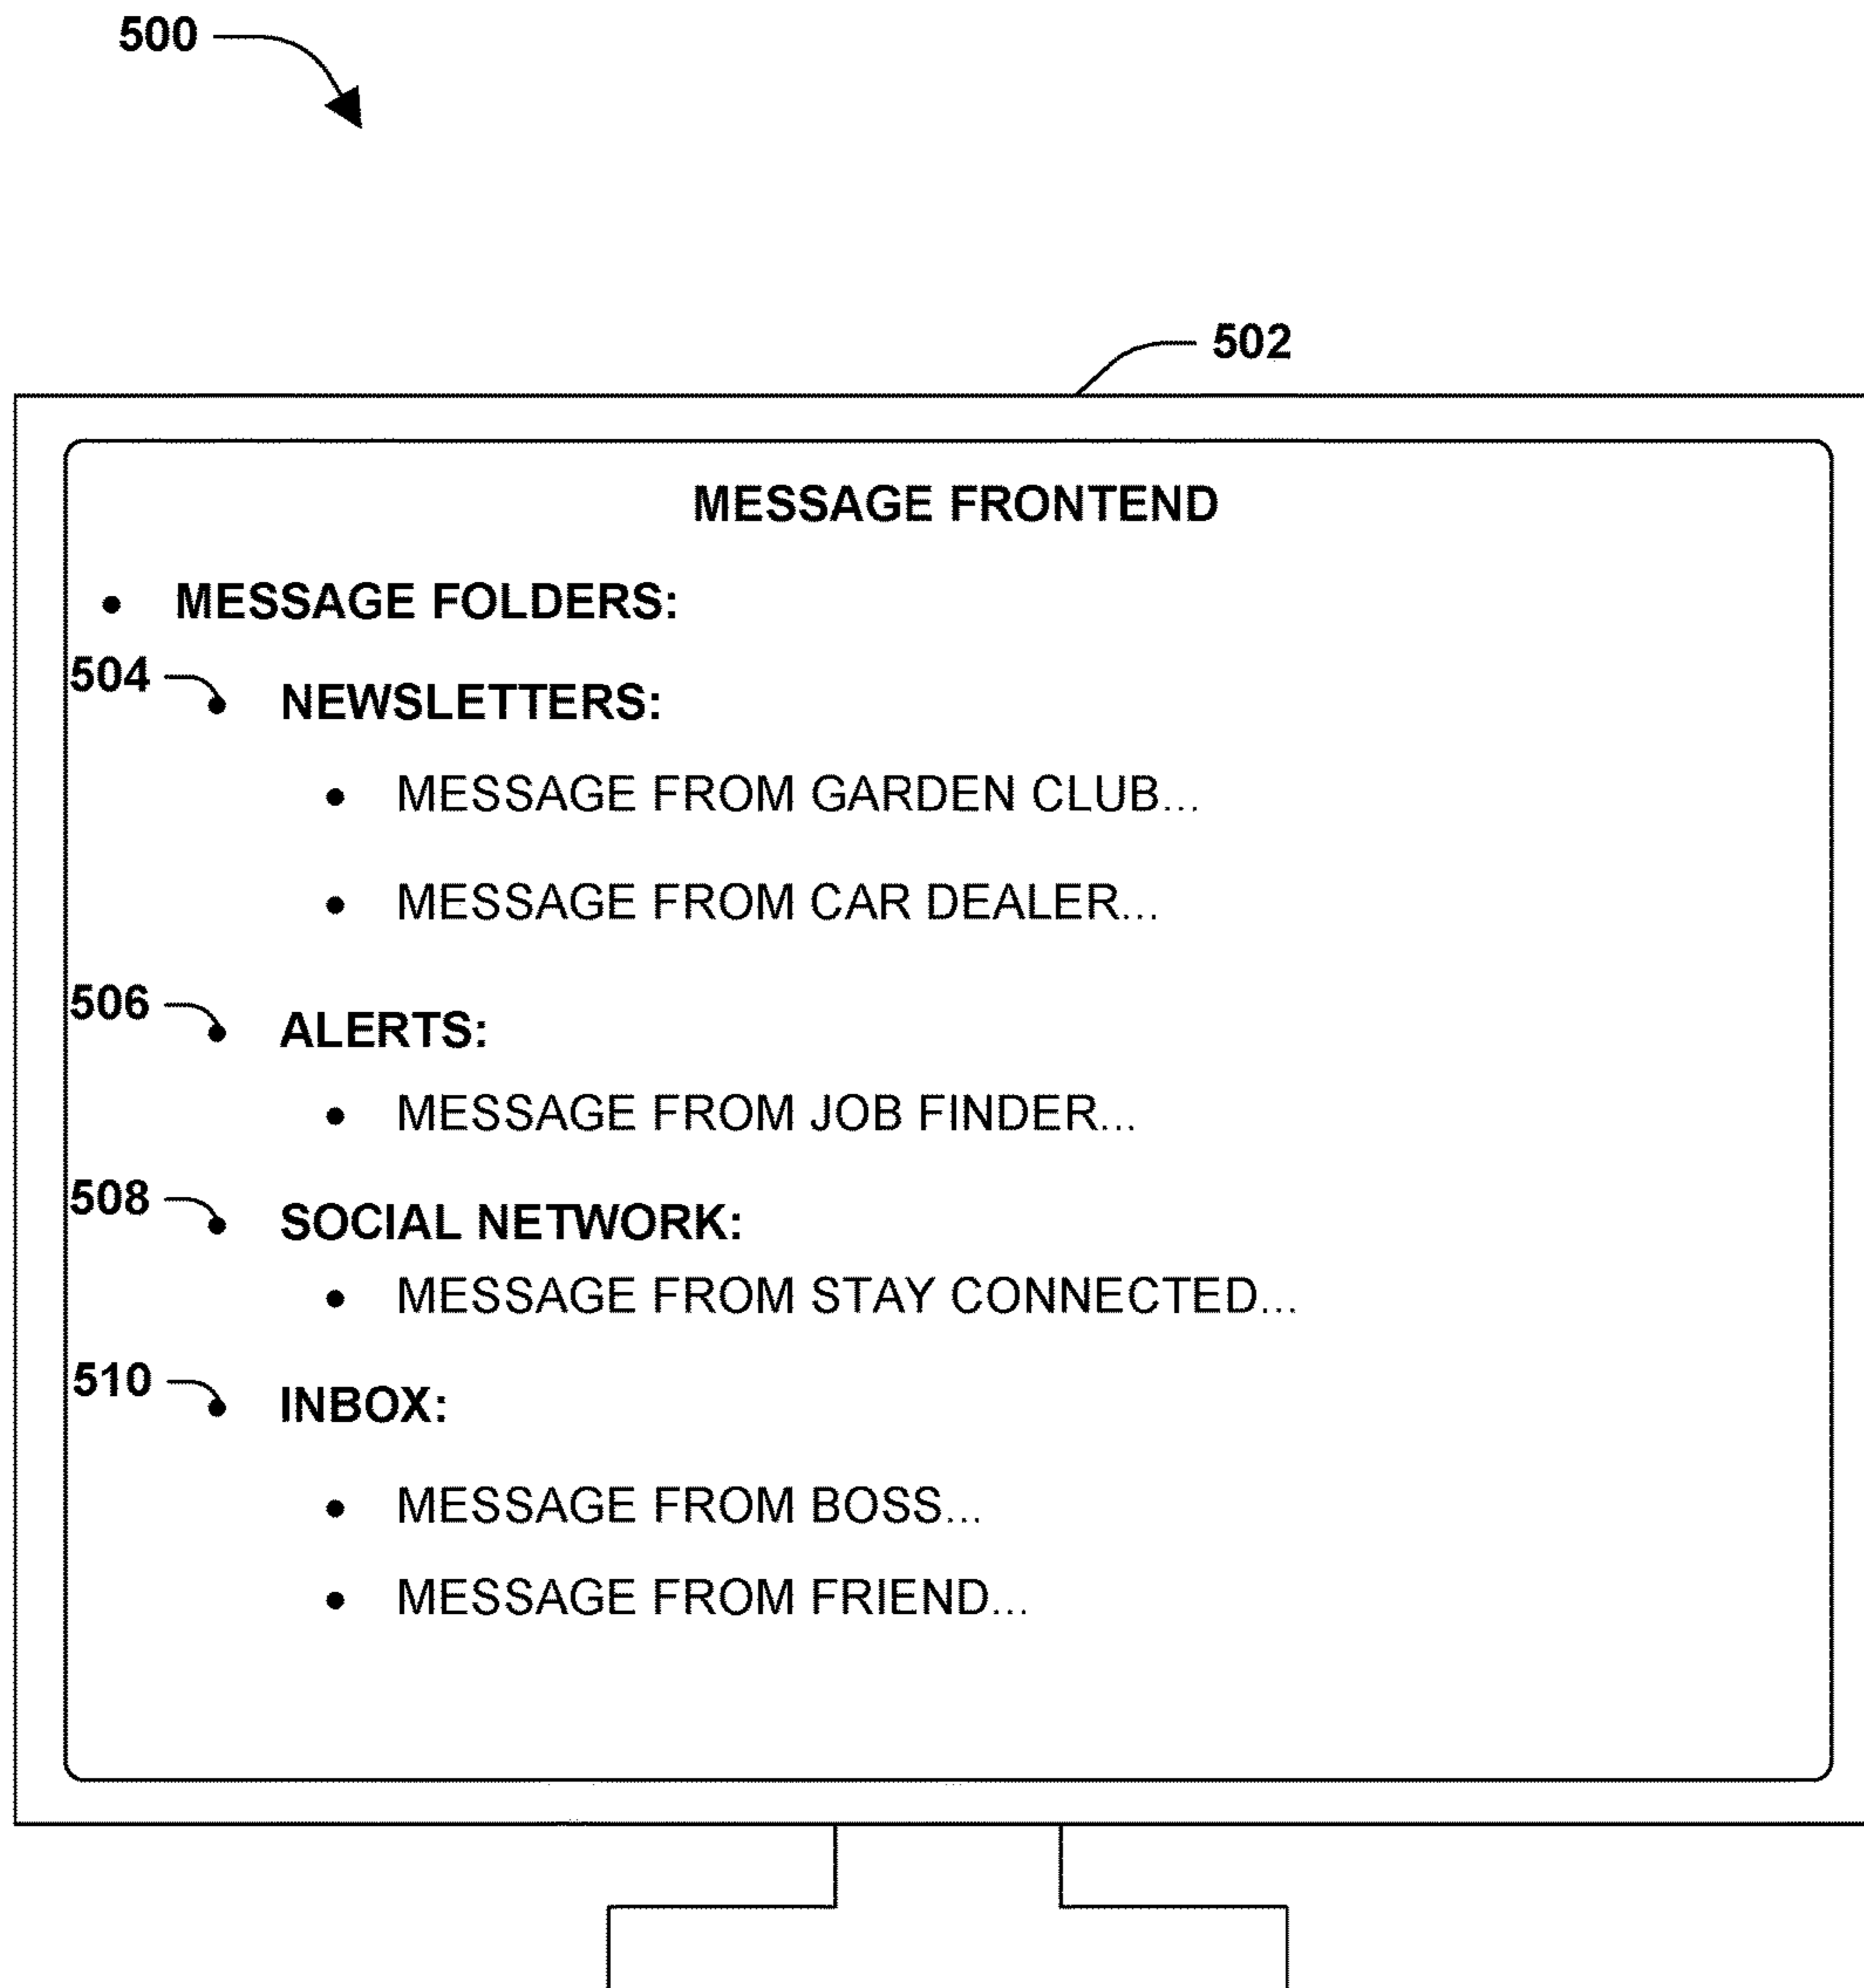 500
502
MESSAGE FRONTEND
• MESSAGE FOLDERS:
504
• NEWSLETTERS:
• MESSAGE FROM GARDEN CLUB...
• MESSAGE FROM CAR DEALER...
506
• ALERTS:
• MESSAGE FROM JOB FINDER...
508
• SOCIAL NETWORK:
• MESSAGE FROM STAY CONNECTED...
510
• INBOX:
• MESSAGE FROM BOSS...
• MESSAGE FROM FRIEND...